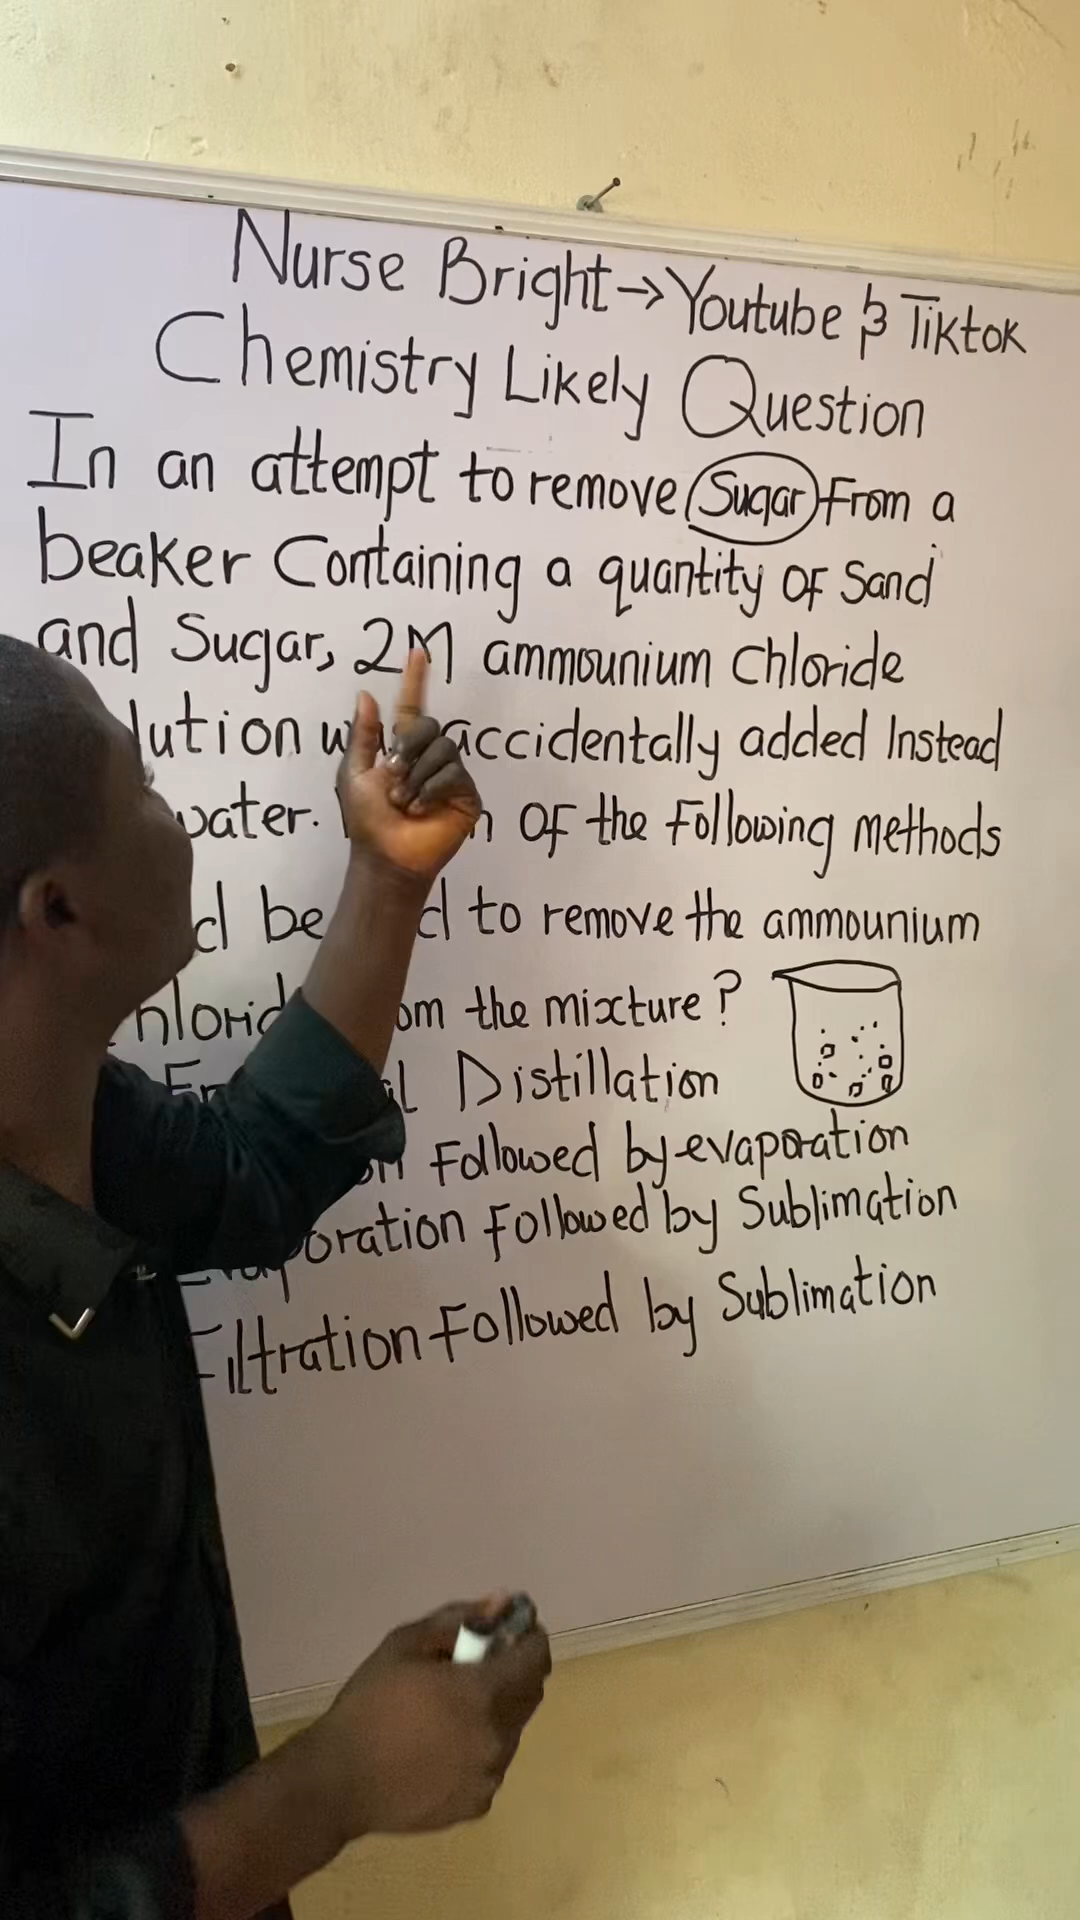 Nurse Bright → Youtube & Tiktok
Chemistry Likely Question
In an attempt to remove Sugar From a
beaker Containing a quantity of Sand
and Sugar, 2M ammounium Chloride
lution accidentally added Instead
water. of the Following methods
be to remove the ammounium
the mixture?
Distillation
Followed by evaporation
Followed by Sublimation
Filtration Followed by Sublimation